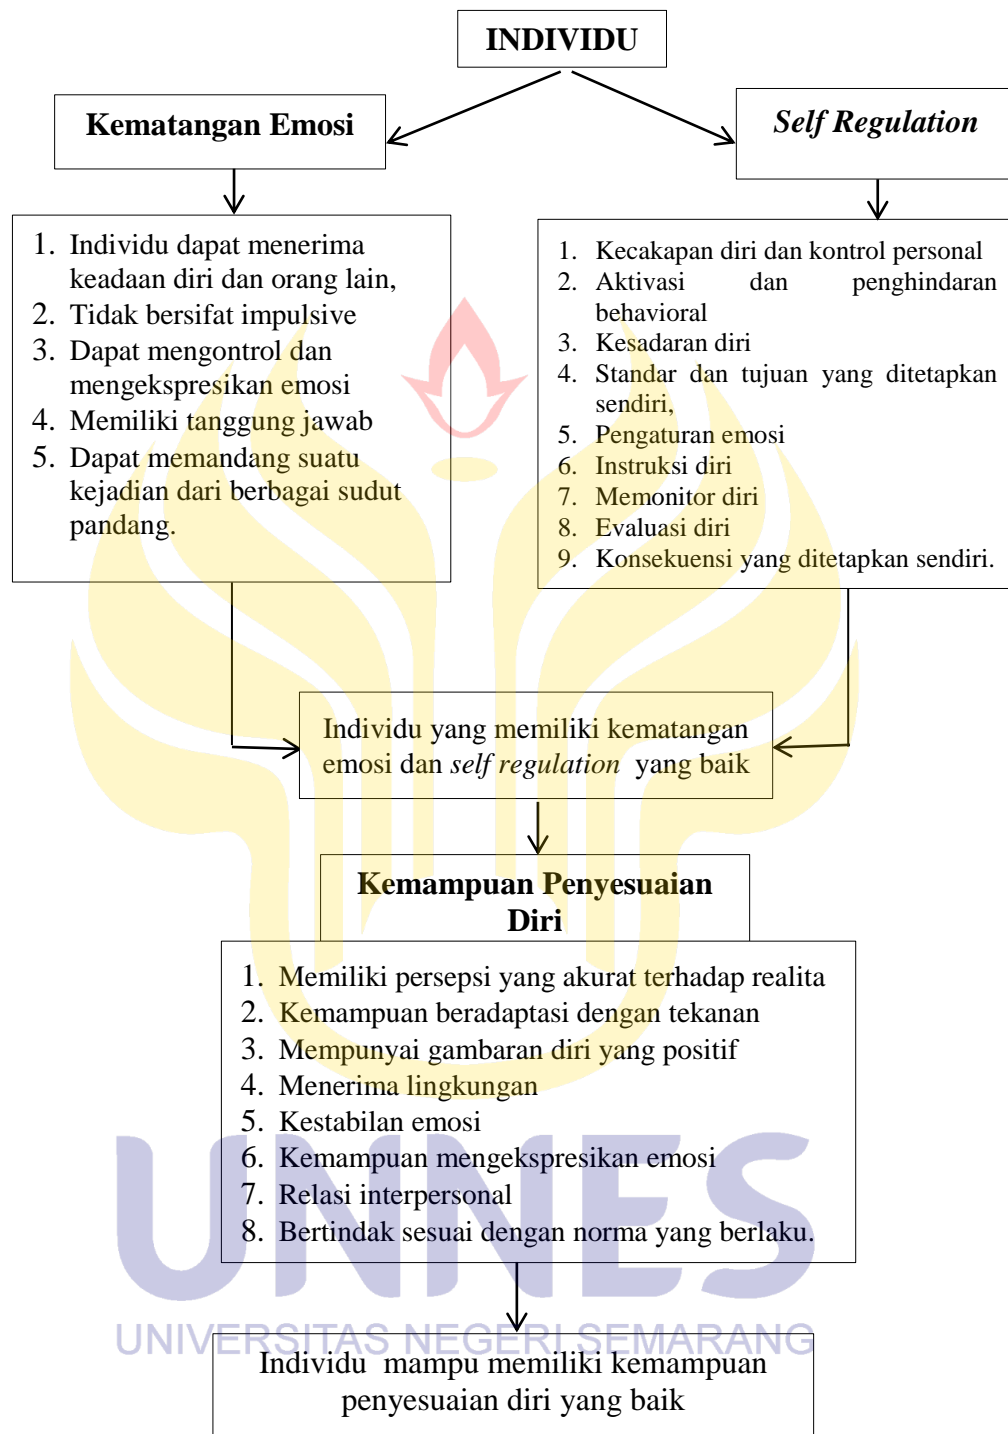 INDIVIDU
Kematangan Emosi
Self Regulation
1. Individu dapat menerima
keadaan diri dan orang lain,
2. Tidak bersifat impulsive
3. Dapat mengontrol dan
mengekspresikan emosi
4. Memiliki tanggung jawab
5. Dapat memandang suatu
kejadian dari berbagai sudut
pandang.
1. Kecakapan diri dan kontrol personal
2. Aktivasi dan penghindaran
behavioral
3. Kesadaran diri
4. Standar dan tujuan yang ditetapkan
sendiri,
5. Pengaturan emosi
6. Instruksi diri
7. Memonitor diri
8. Evaluasi diri
9. Konsekuensi yang ditetapkan sendiri.
Individu yang memiliki kematangan
emosi dan self regulation yang baik
Kemampuan Penyesuaian
Diri
1. Memiliki persepsi yang akurat terhadap realita
2. Kemampuan beradaptasi dengan tekanan
3. Mempunyai gambaran diri yang positif
4. Menerima lingkungan
5. Kestabilan emosi
6. Kemampuan mengekspresikan emosi
7. Relasi interpersonal
8. Bertindak sesuai dengan norma yang berlaku.
UNNES
UNIVERSITAS NEGERI SEMARANG
Individu mampu memiliki kemampuan
penyesuaian diri yang baik